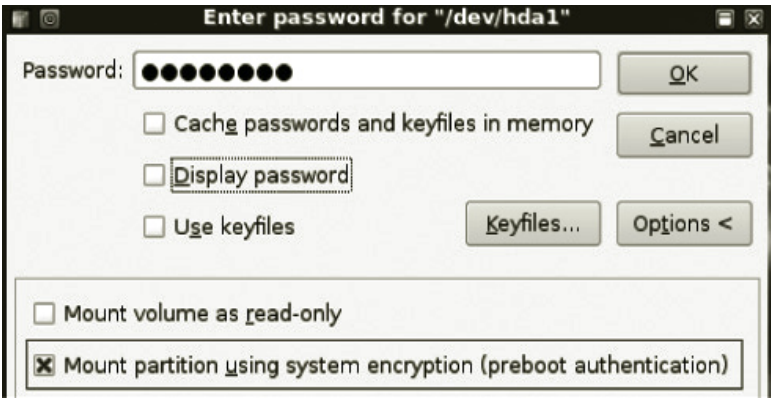 Enter password for "/dev/hda1"
Password: ●●●●●●●● OK
Cache passwords and keyfiles in memory
Cancel
Display password
Use keyfiles Keyfiles... Options <
Mount volume as read-only
Mount partition using system encryption (preboot authentication)